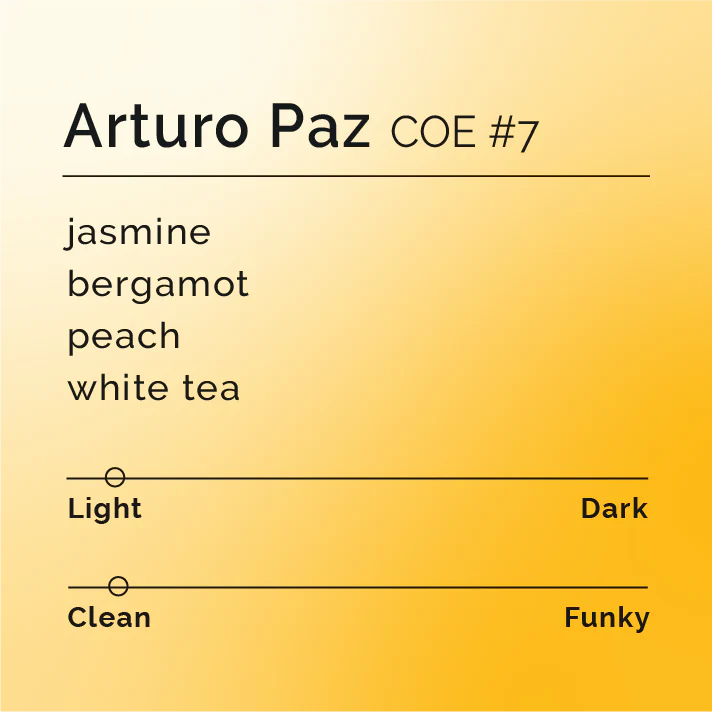 Arturo Paz COE #7
jasmine
bergamot
peach
white tea
Light Dark
Clean Funky